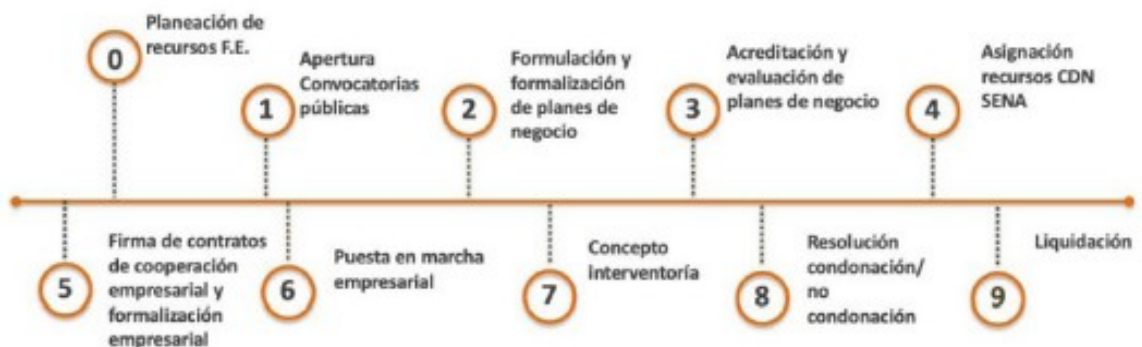 0
Planeación de
recursos F.E.
1
Apertura
Convocatorias
públicas
2
Formulación y
formalización
de planes de
negocio
3
Acreditación y
evaluación de
planes de negocio
4
Asignación
recursos CDN
SENA
5
Firma de contratos
de cooperación
empresarial y
formalización
empresarial
6
Puesta en marcha
empresarial
7
Concepto
interventoría
8
Resolución
condonación/
no
condonación
9
Liquidación